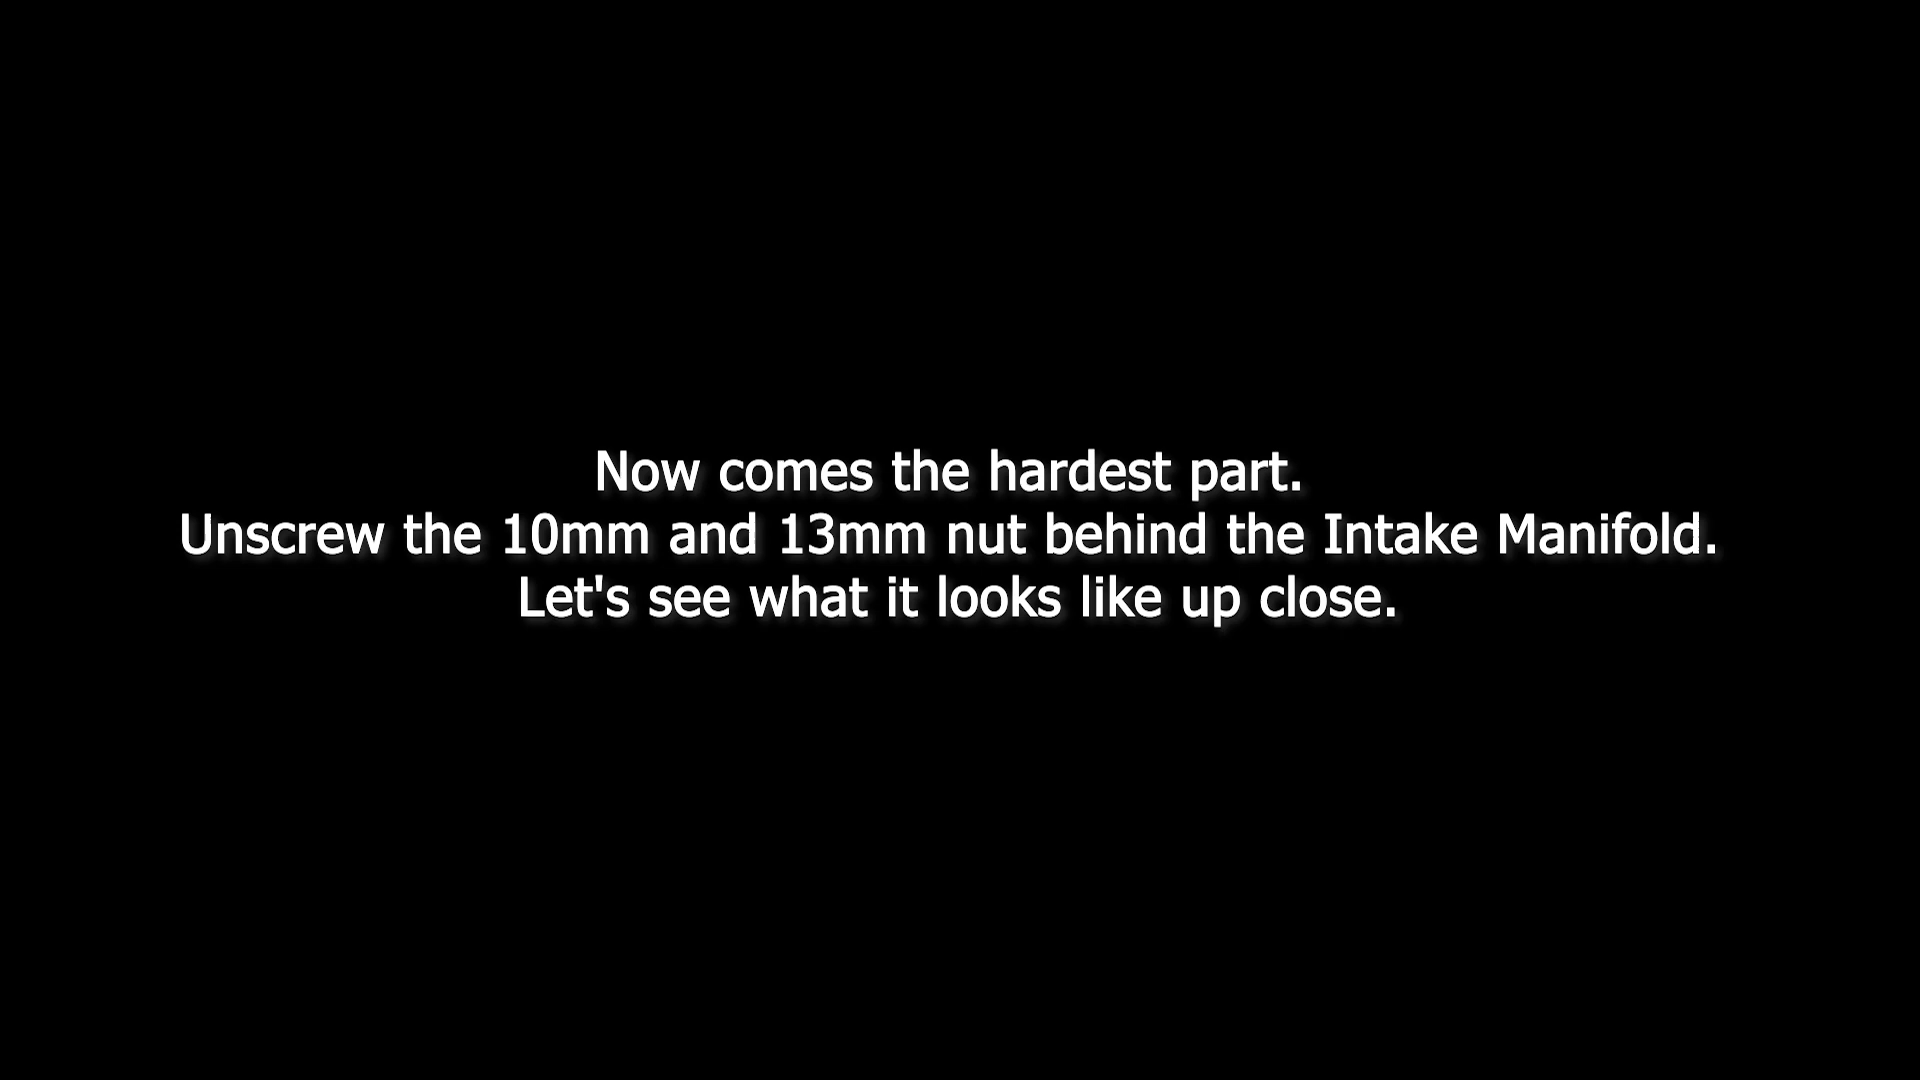 Now comes the hardest part.
Unscrew the 10mm and 13mm nut behind the Intake Manifold.
Let's see what it looks like up close.